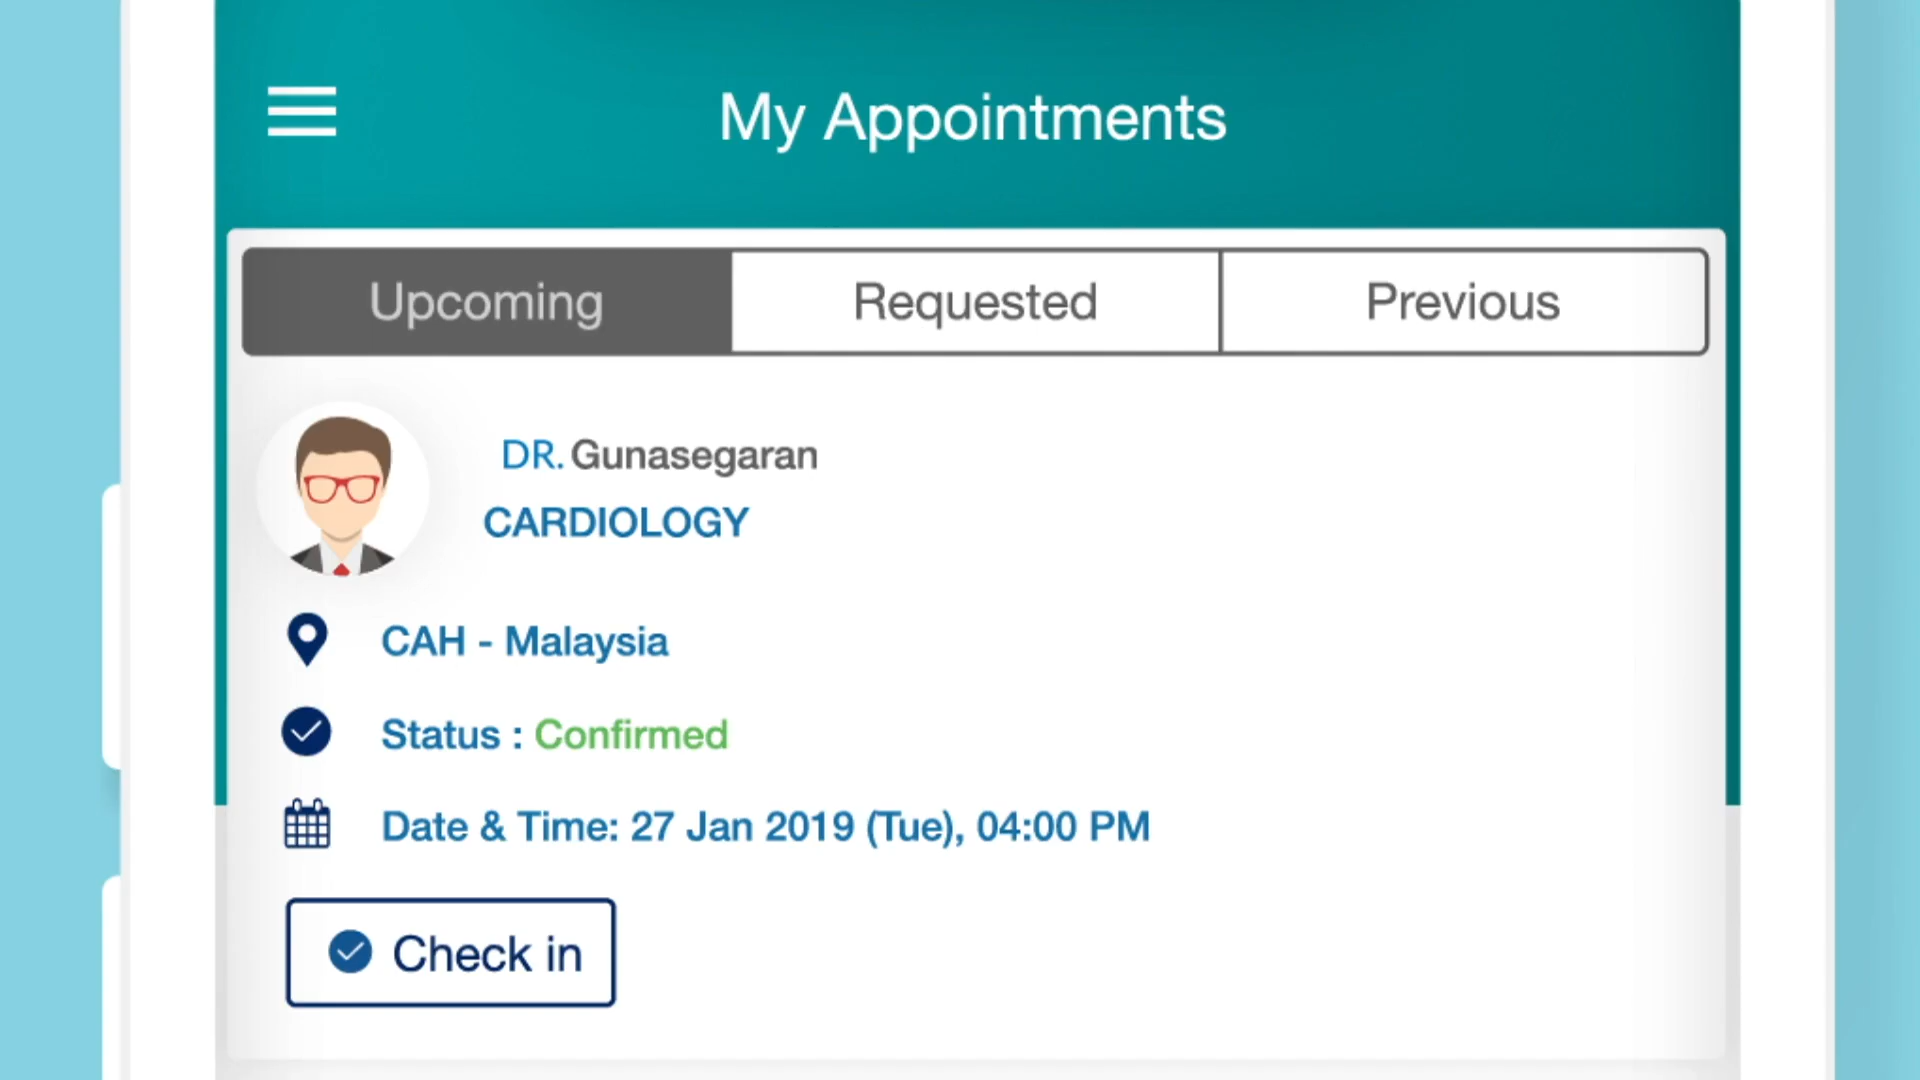 My Appointments
Upcoming Requested Previous
DR. Gunasegaran
CARDIOLOGY
CAH - Malaysia
Status : Confirmed
Date & Time: 27 Jan 2019 (Tue), 04:00 PM
Check in